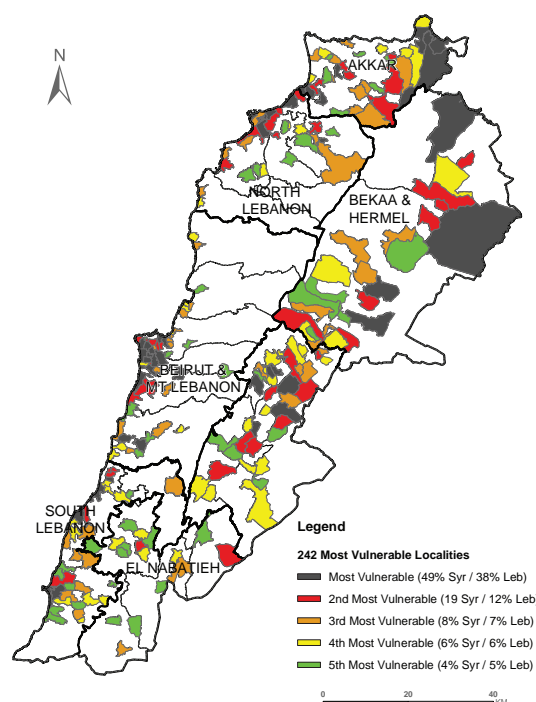 N
AKKAR
NORTH
LEBANON
BEKAA &
HERMEL
BEIRUT &
MT LEBANON
SOUTH
LEBANON
EL NABATIEH
Legend
242 Most Vulnerable Localities
Most Vulnerable (49% Syr / 38% Leb)
2nd Most Vulnerable (19 Syr / 12% Leb
3rd Most Vulnerable (8% Syr / 7% Leb)
4th Most Vulnerable (6% Syr / 6% Leb)
5th Most Vulnerable (4% Syr / 5% Leb)
0 20 40